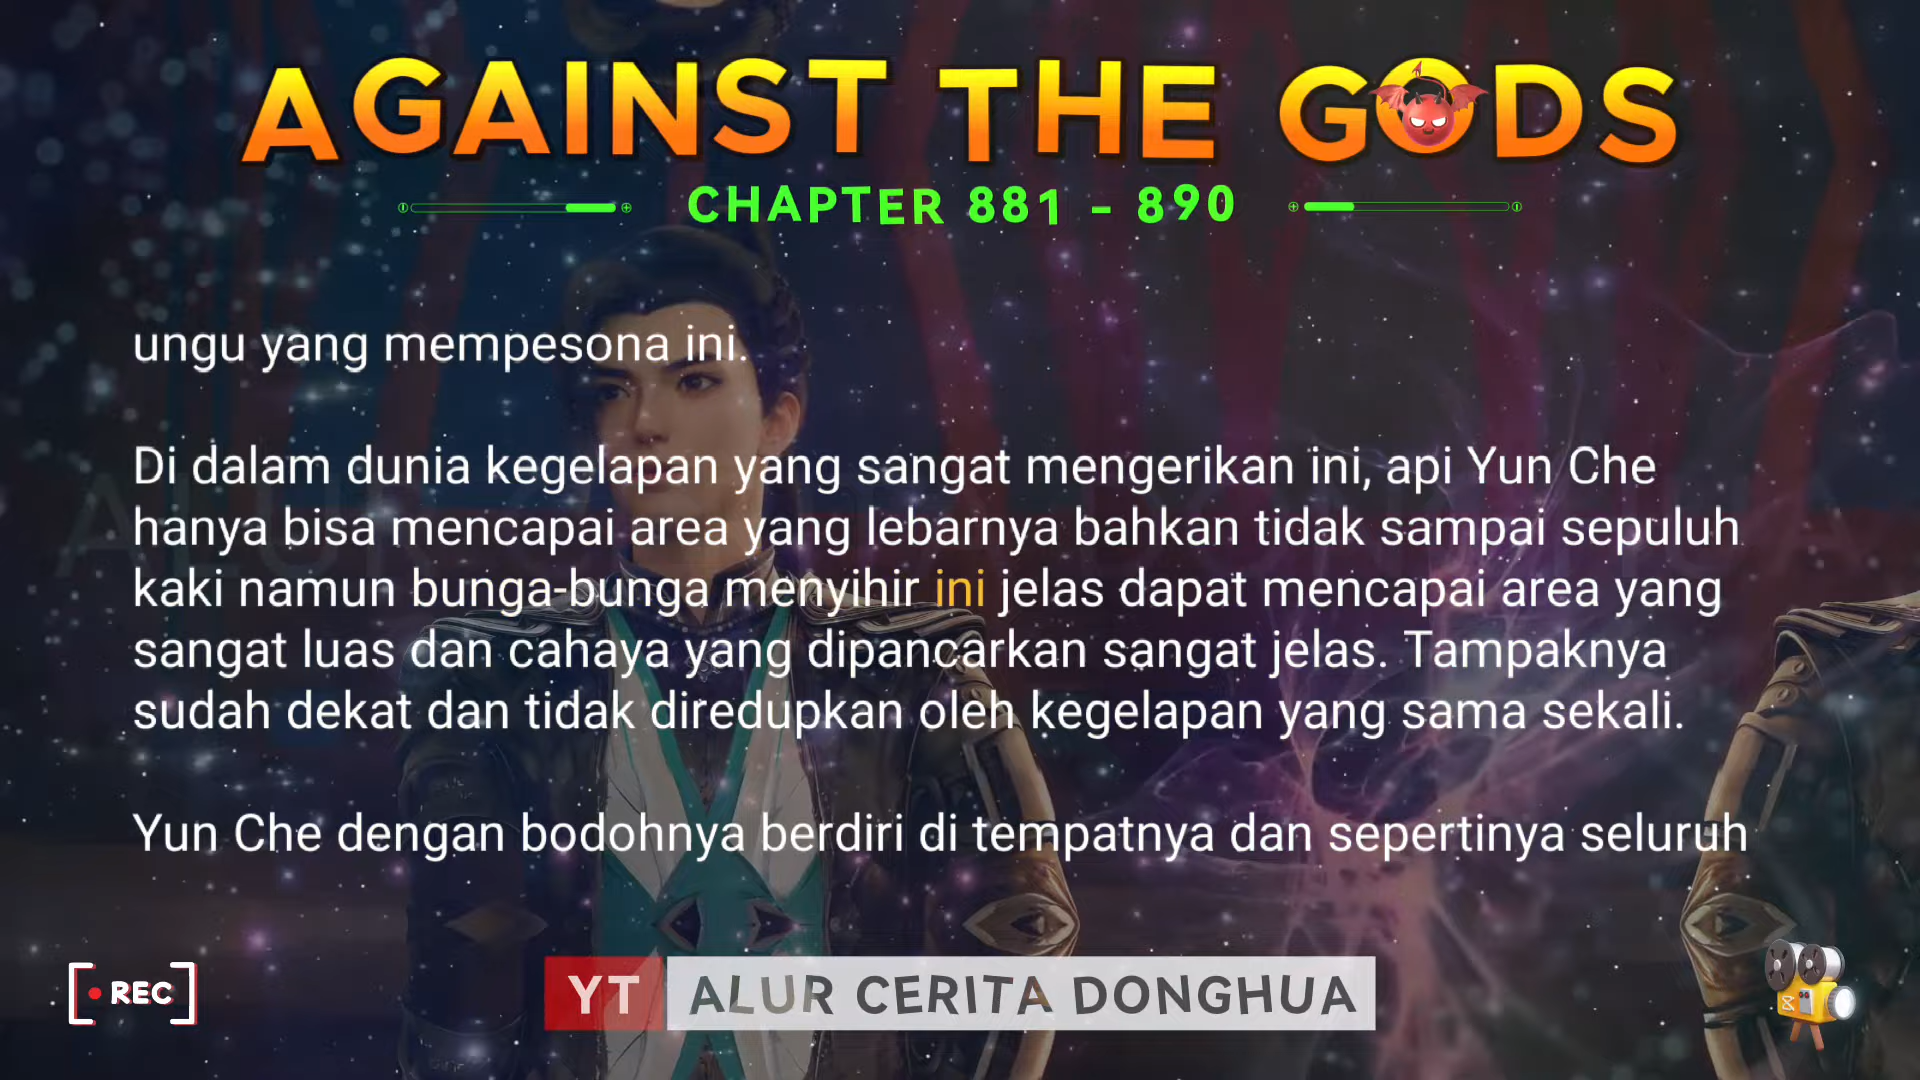 AGAINST THE GODS
CHAPTER 881 - 890
ungu yang mempesona ini.
Di dalam dunia kegelapan yang sangat mengerikan ini, api Yun Che
hanya bisa mencapai area yang lebarnya bahkan tidak sampai sepuluh
kaki namun bunga-bunga menyihir ini jelas dapat mencapai area yang
sangat luas dan cahaya yang dipancarkan sangat jelas. Tampaknya
sudah dekat dan tidak diredupkan oleh kegelapan yang sama sekali.
Yun Che dengan bodohnya berdiri di tempatnya dan sepertinya seluruh
REC
YT ALUR CERITA DONGHUA